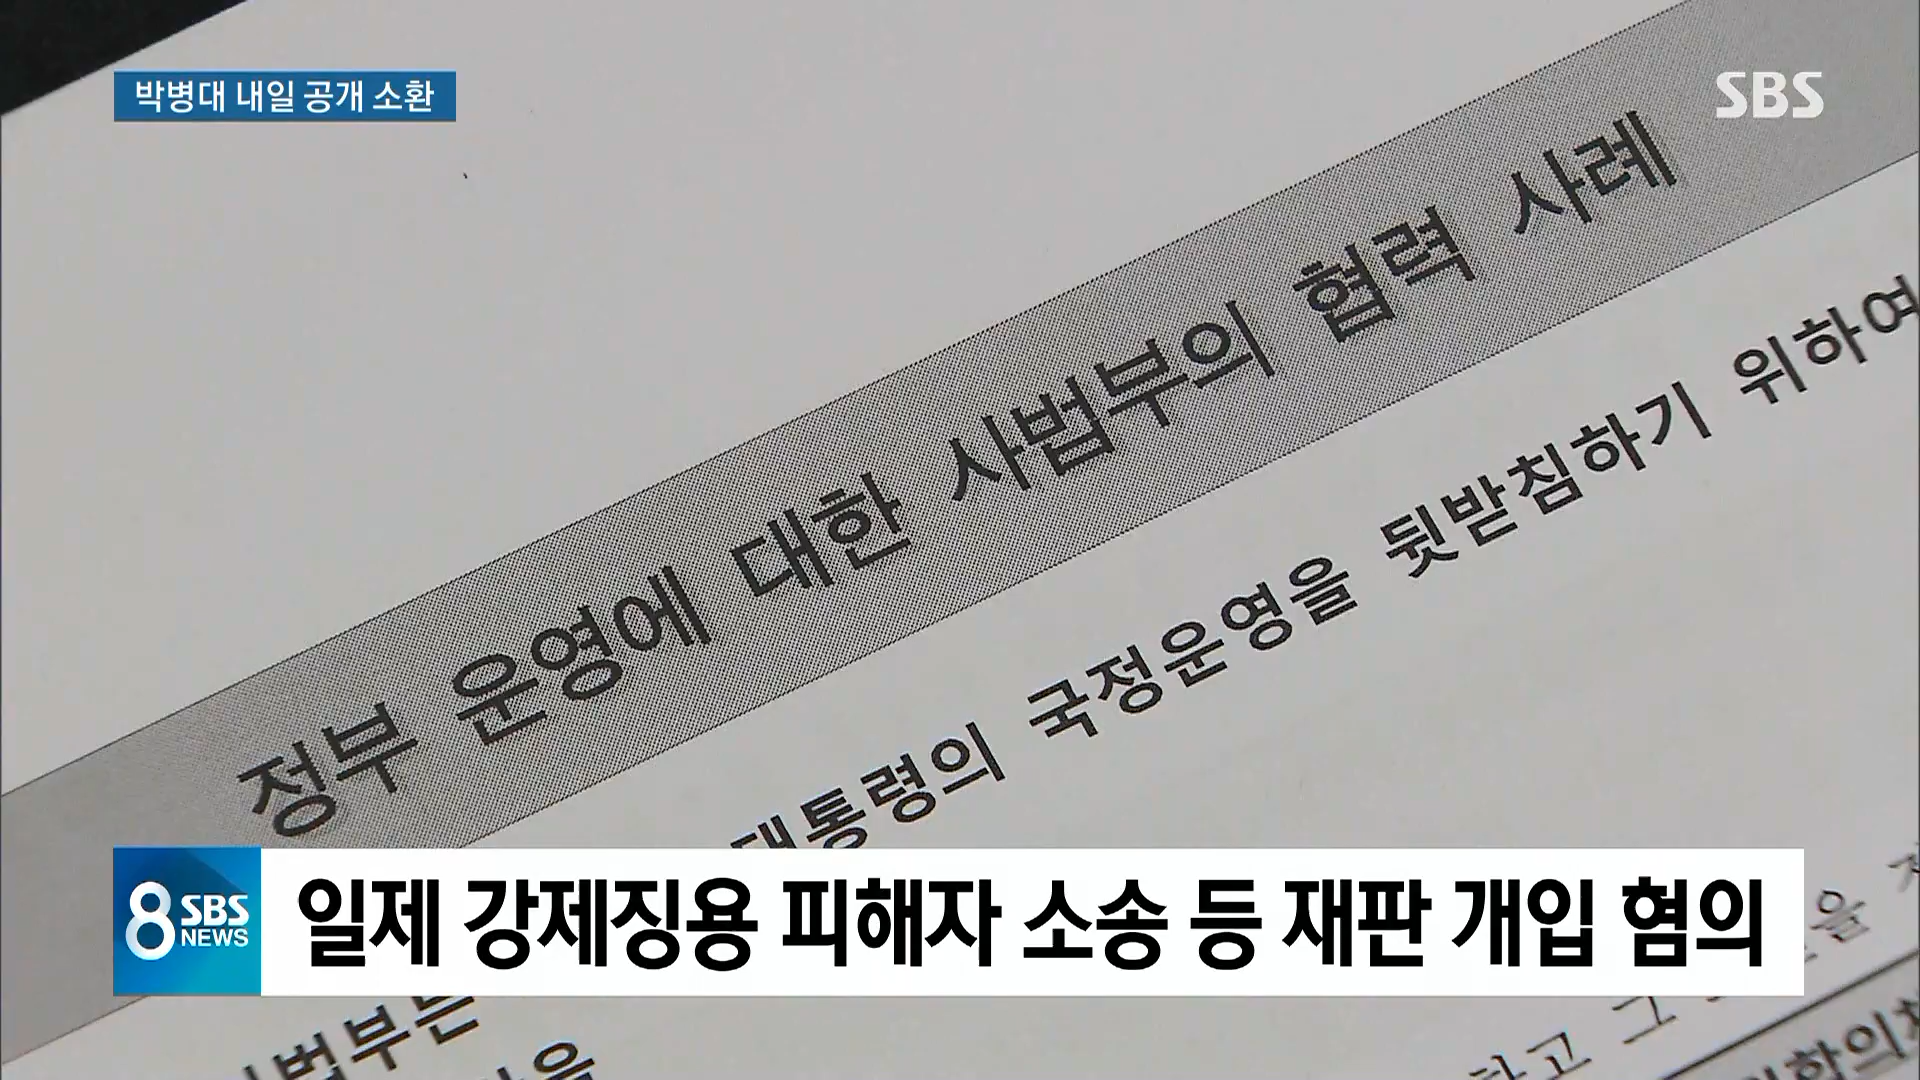 박병대 내일 공개 소환
SBS
정부 운영에 대한 사법부의 협력 사례
대통령의 국정운영을 뒷받침하기 위하여
8 SBS NEWS
일제 강제징용 피해자 소송 등 재판 개입 혐의